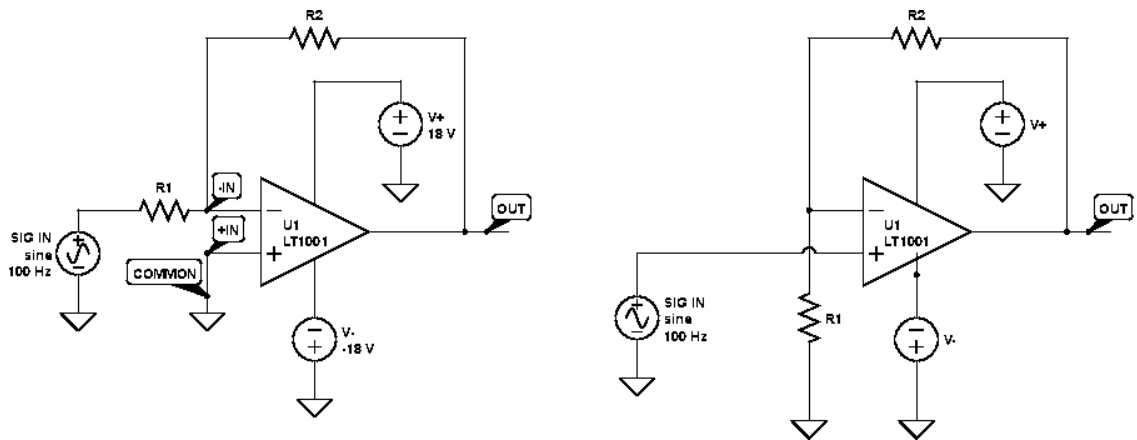 R2
V+
18 V
R1
-IN
+IN
U1
LT1001
OUT
SIG IN
sine
100 Hz
COMMON
V-
-18 V
R2
V+
U1
LT1001
OUT
SIG IN
sine
100 Hz
R1
V-